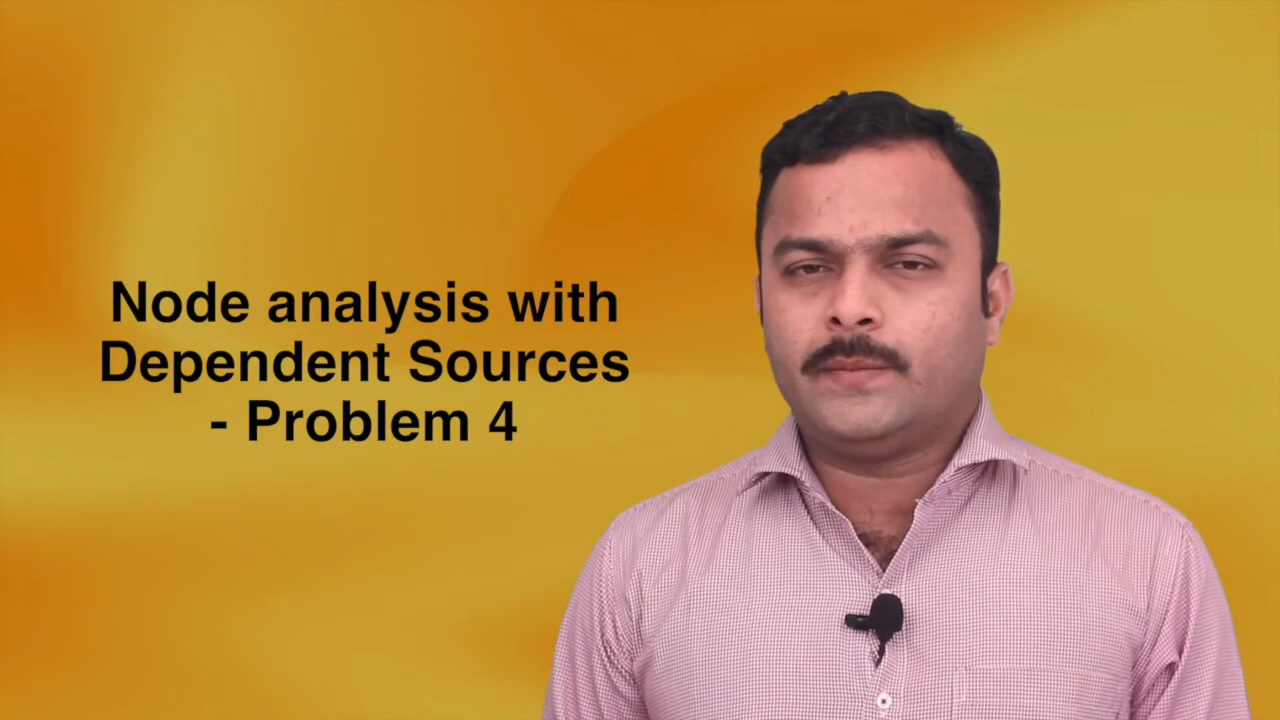 Node analysis with
Dependent Sources
- Problem 4